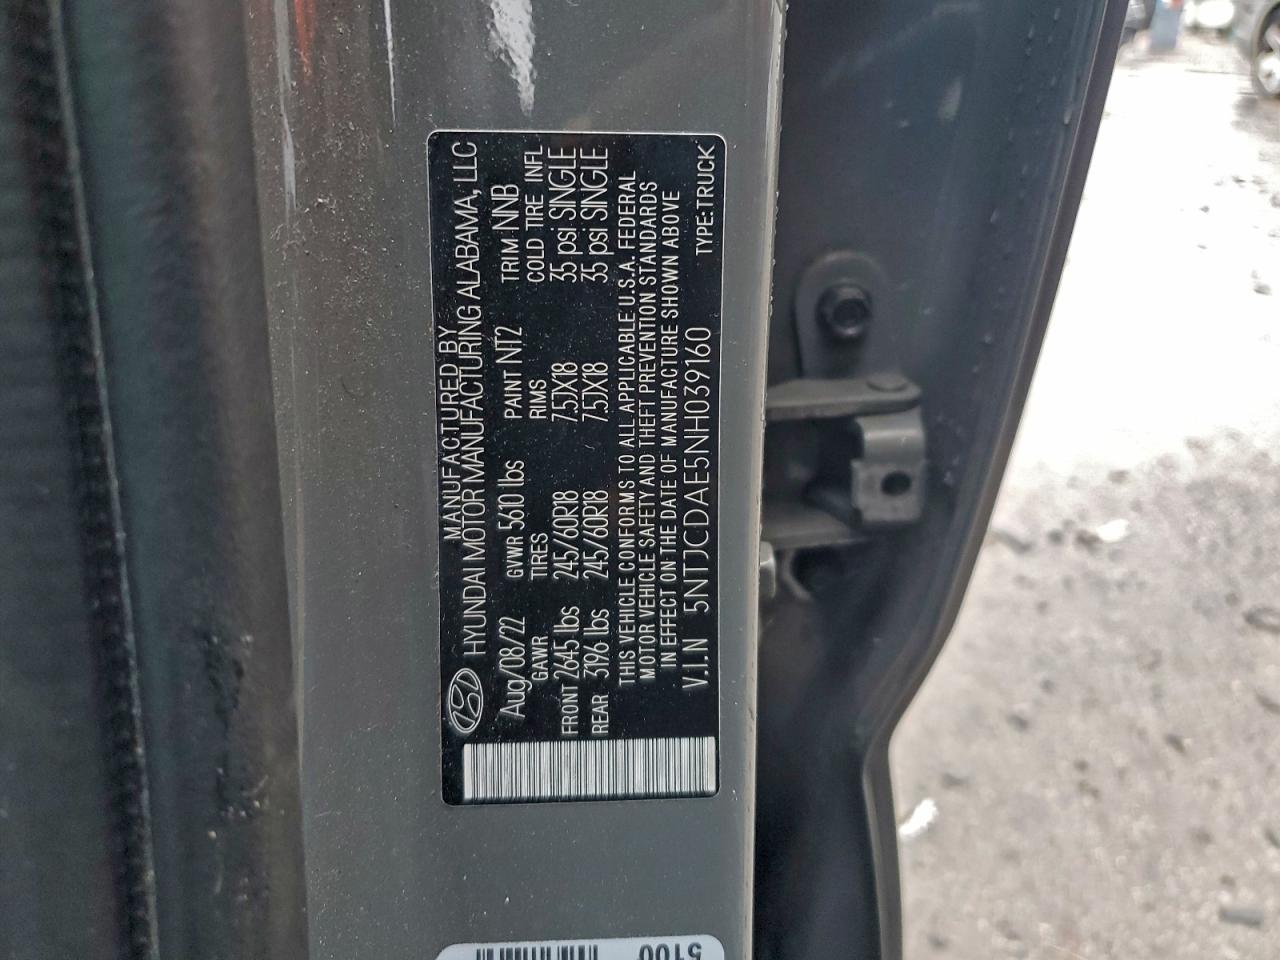 MANUFACTURED BY
HYUNDAI MOTOR MANUFACTURING ALABAMA, LLC
Aug/08/22 GVWR 5610 lbs PAINT NT2 TRIM NNB
GAWR TIRES RIMS COLD TIRE INFL
FRONT 2645 lbs 245/60R18 7.5JX18 35 psi SINGLE
REAR 3196 lbs 245/60R18 7.5JX18 35 psi SINGLE
THIS VEHICLE CONFORMS TO ALL APPLICABLE U.S.A. FEDERAL
MOTOR VEHICLE SAFETY AND THEFT PREVENTION STANDARDS
IN EFFECT ON THE DATE OF MANUFACTURE SHOWN ABOVE
V.I.N 5NTJCDAE5NH039160
TYPE:TRUCK
5100